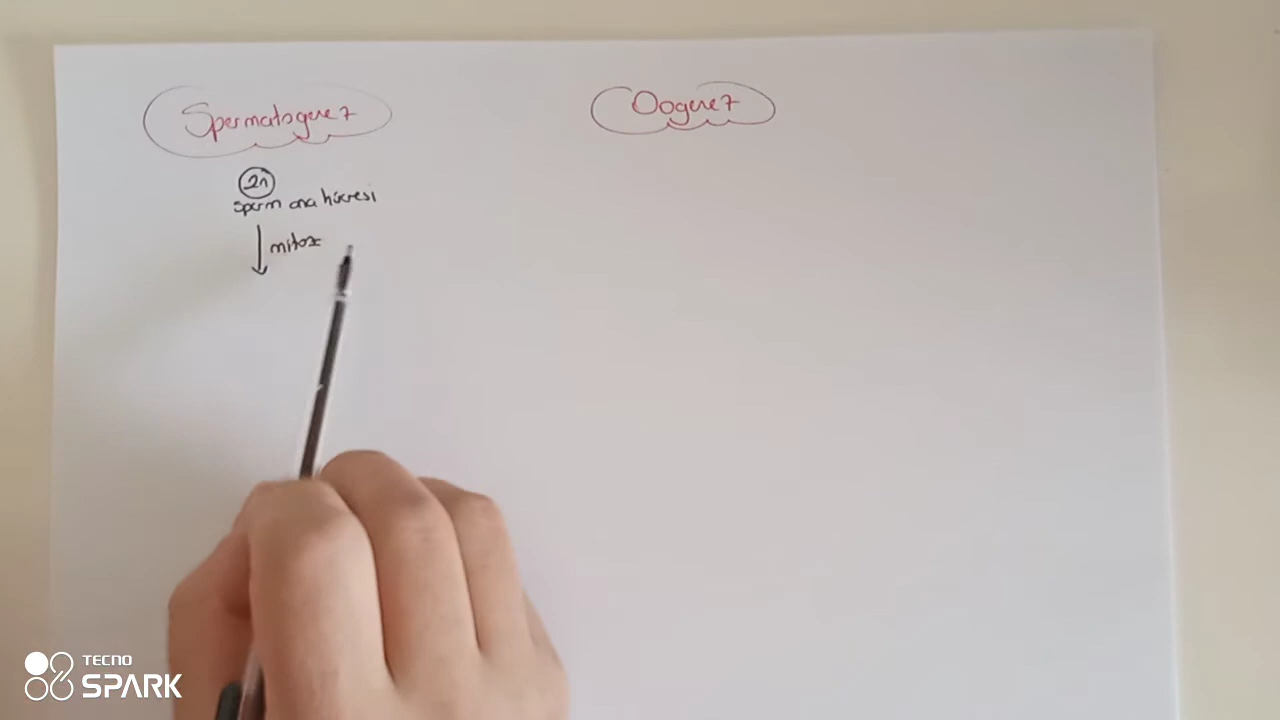 Spermatogenez
Oogenez
2n
Sperm ana hücresi
mitoz
TECNO
SPARK